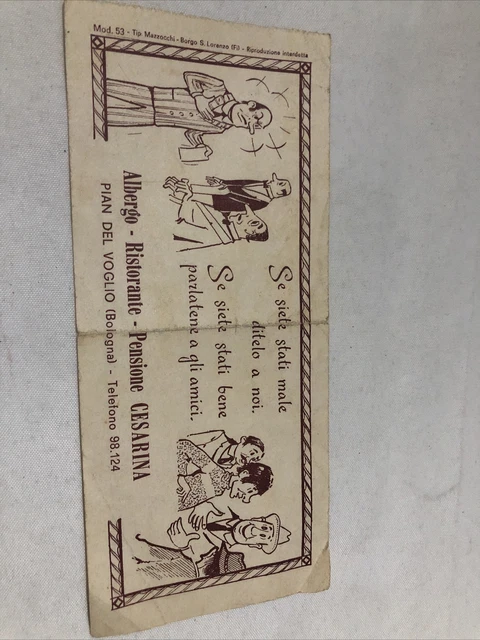 Mod. 53 - Tip. Mazzocchi - Borgo S. Lorenzo (Fi) - Riproduzione interdetta
Se siete stati male
ditelo a noi.
Se siete stati bene
parlatene a gli amici.
Albergo - Ristorante - Pensione CESARINA
PIAN DEL VOGLIO (Bologna) - Telefono 98.124